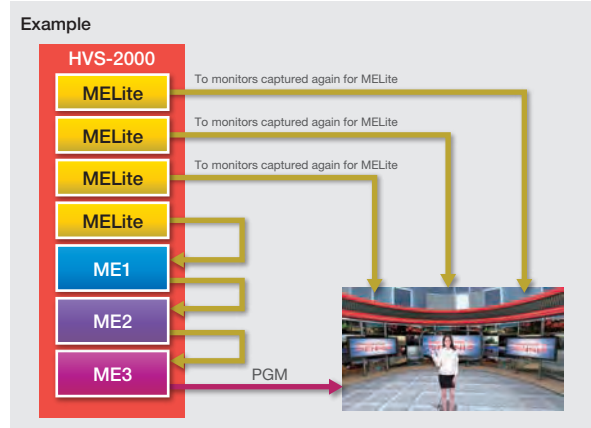 Example
HVS-2000
MELite
To monitors captured again for MELite
MELite
To monitors captured again for MELite
MELite
To monitors captured again for MELite
MELite
ME1
ME2
ME3
PGM